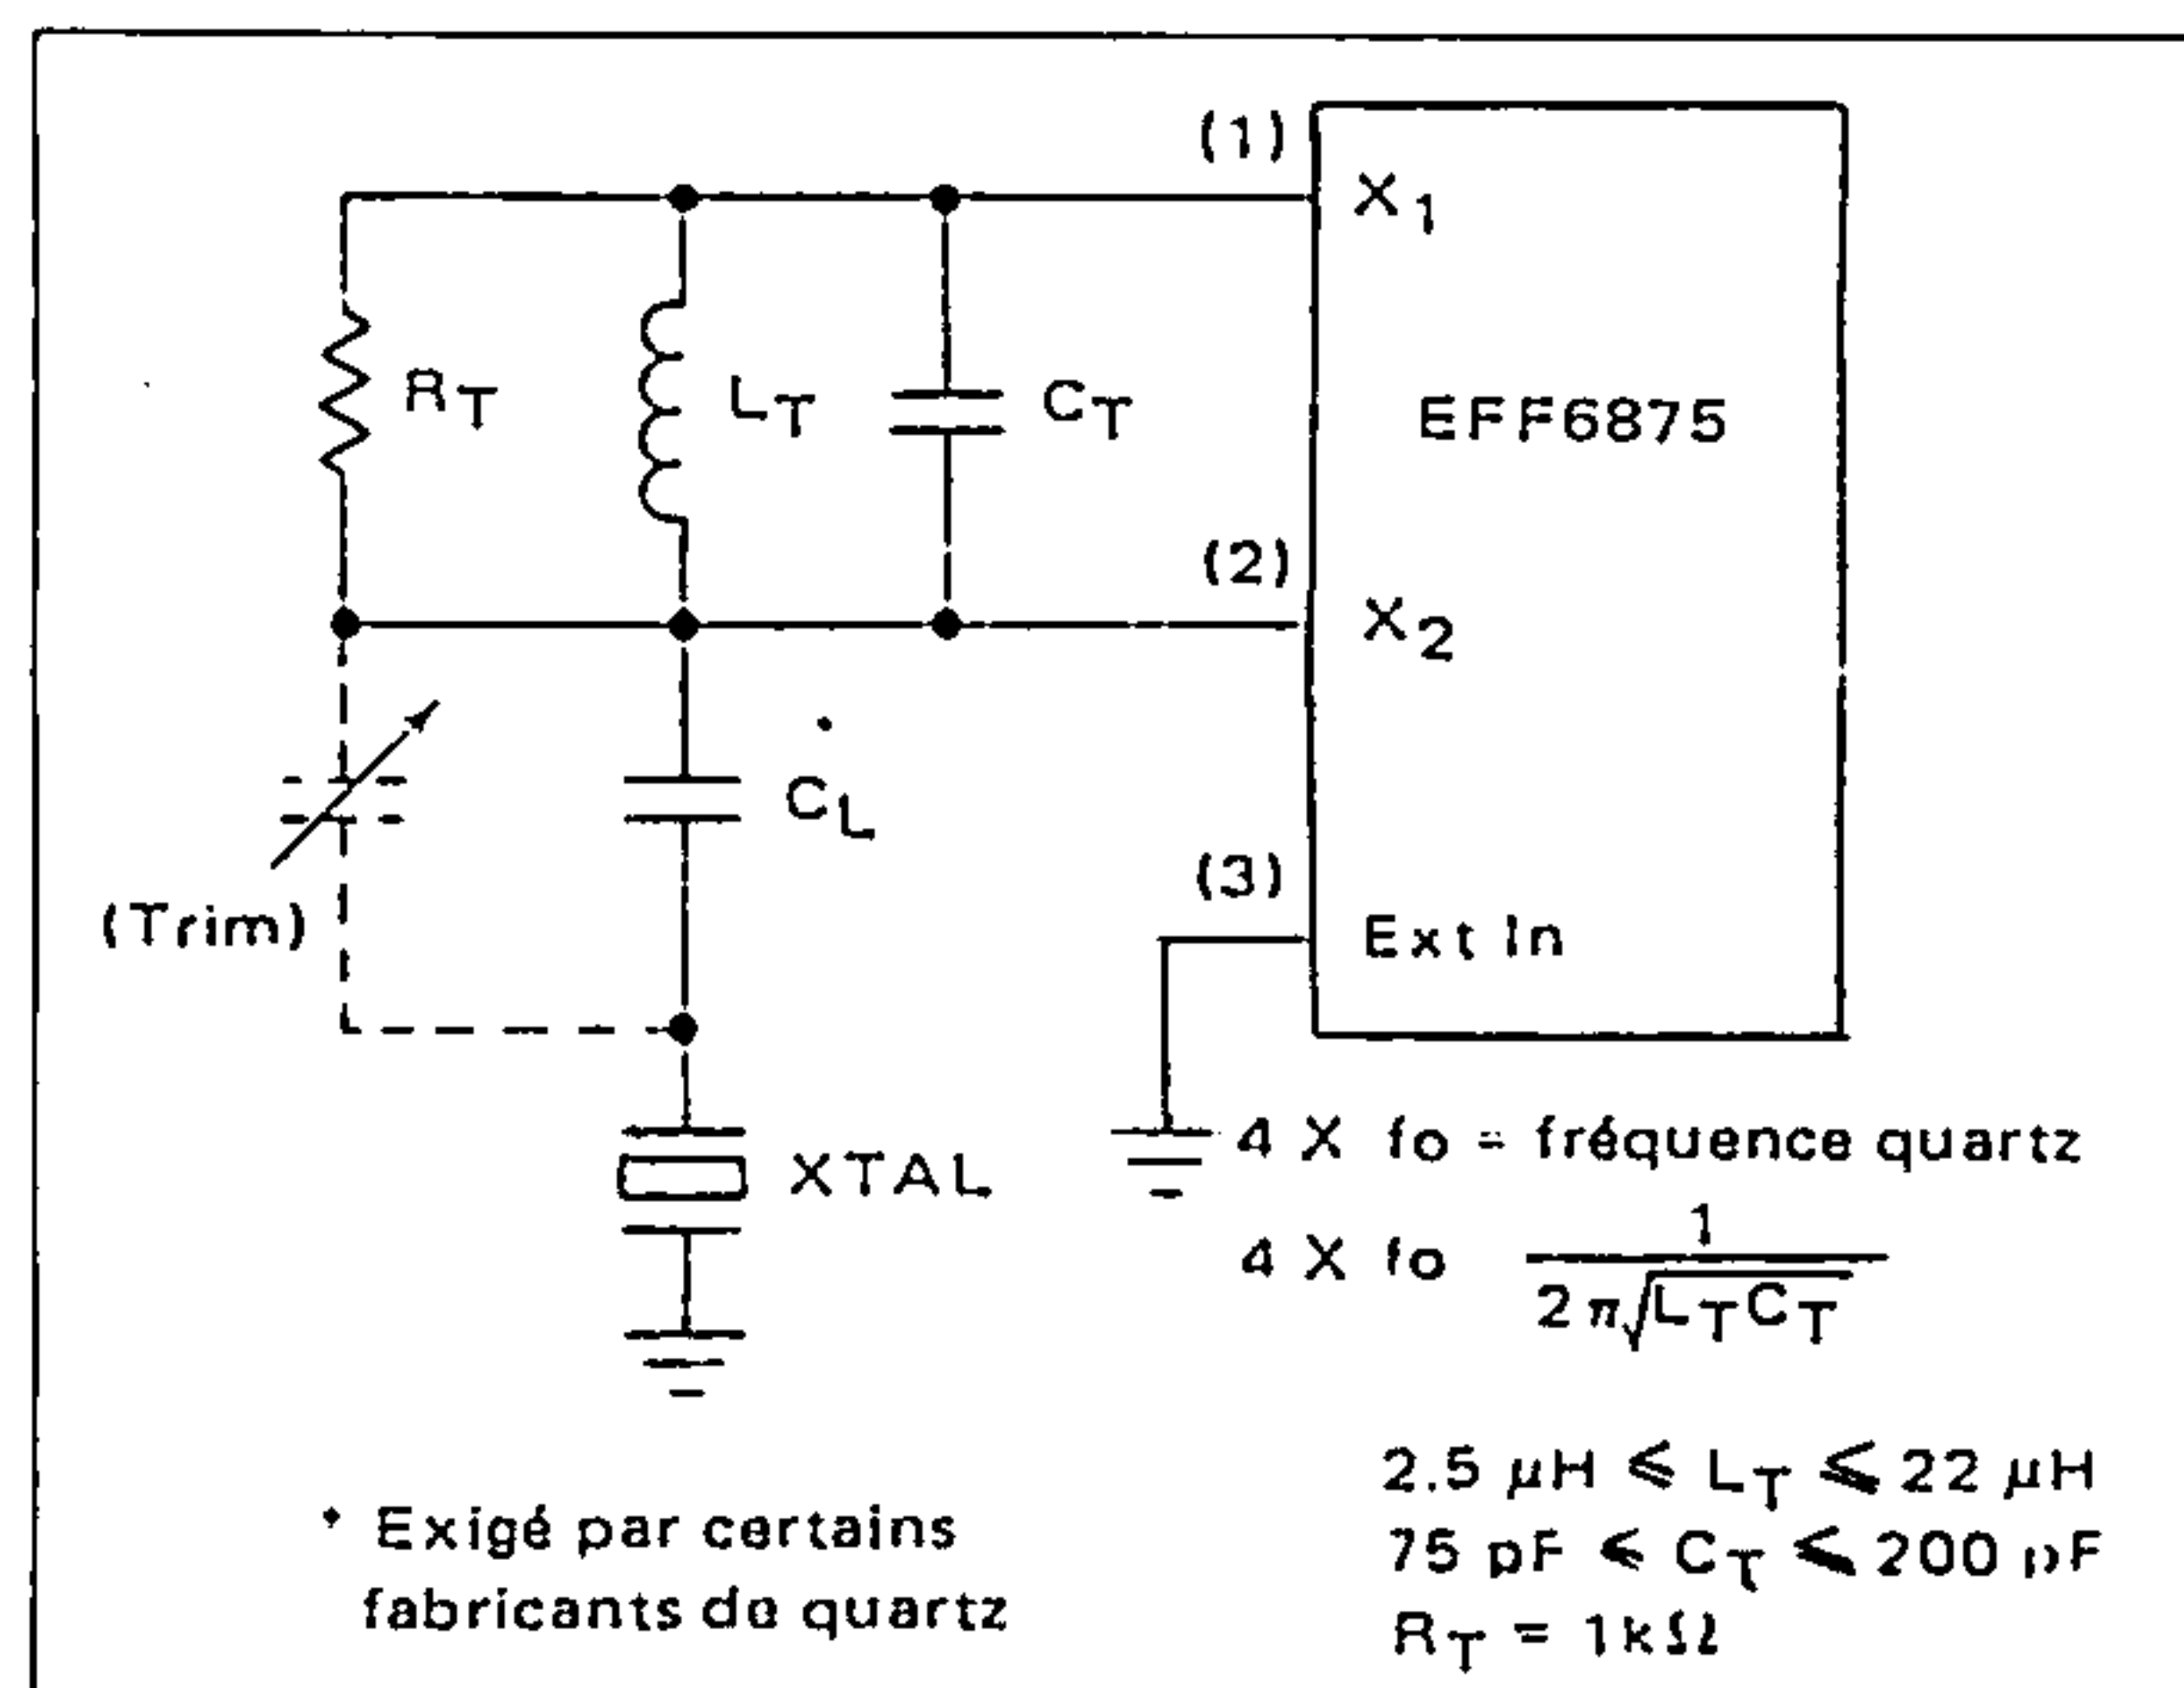 (1)
X1
RT
LT
CT
EFF6875
(2)
X2
CL
•
(3)
(Trim)
Ext In
XTAL
4 X fo = fréquence quartz
4 X fo 1
2π√LTCT
2.5 µH ⩽ LT ⩽ 22 µH
75 pF ⩽ CT ⩽ 200 pF
RT = 1kΩ
• Exigé par certains
fabricants de quartz